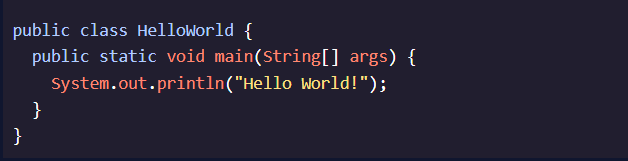 public class HelloWorld {
  public static void main(String[] args) {
    System.out.println("Hello World!");
  }
}